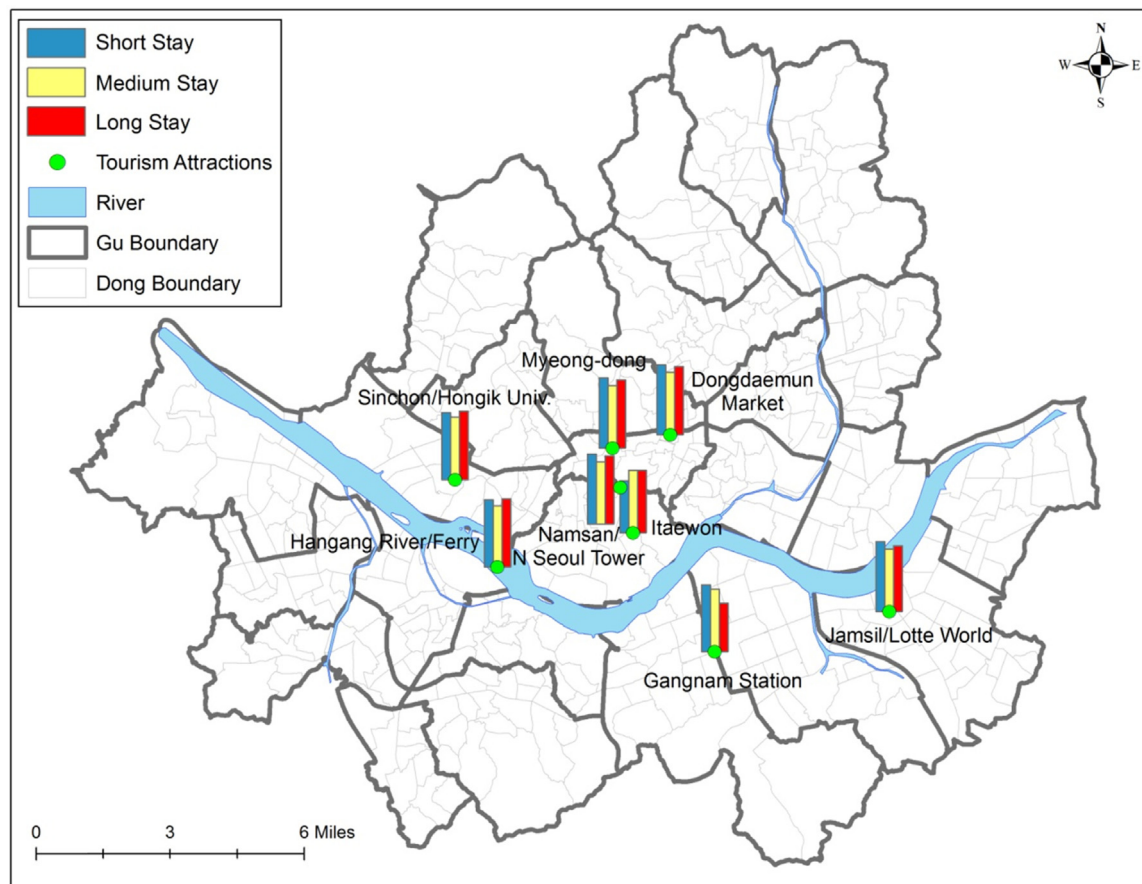 Short Stay
Medium Stay
Long Stay
Tourism Attractions
River
Gu Boundary
Dong Boundary
N
W E
S
Myeong-dong
Dongdaemun
Market
Sinchon/Hongik Univ.
Itaewon
Hangang River/Ferry
Namsan/
N Seoul Tower
Jamsil/Lotte World
Gangnam Station
0 3 6 Miles